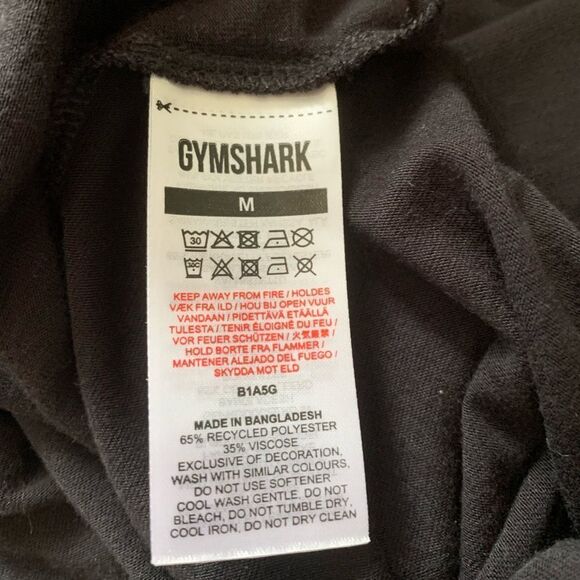 GYMSHARK
M
30
30C
KEEP AWAY FROM FIRE / HOLDES
VÆK FRA ILD / HOU BIJ OPEN VUUR
VANDAAN / PIDETTÄVÄ ETÄÄLLÄ
TULESTA / TENIR ÉLOIGNÉ DU FEU /
VOR FEUER SCHÜTZEN / 火気厳禁 /
HOLD BORTE FRA FLAMMER /
MANTENER ALEJADO DEL FUEGO /
SKYDDA MOT ELD
B1A5G
MADE IN BANGLADESH
65% RECYCLED POLYESTER
35% VISCOSE
EXCLUSIVE OF DECORATION.
WASH WITH SIMILAR COLOURS.
DO NOT USE SOFTENER
COOL WASH GENTLE. DO NOT
BLEACH, DO NOT TUMBLE DRY,
COOL IRON, DO NOT DRY CLEAN